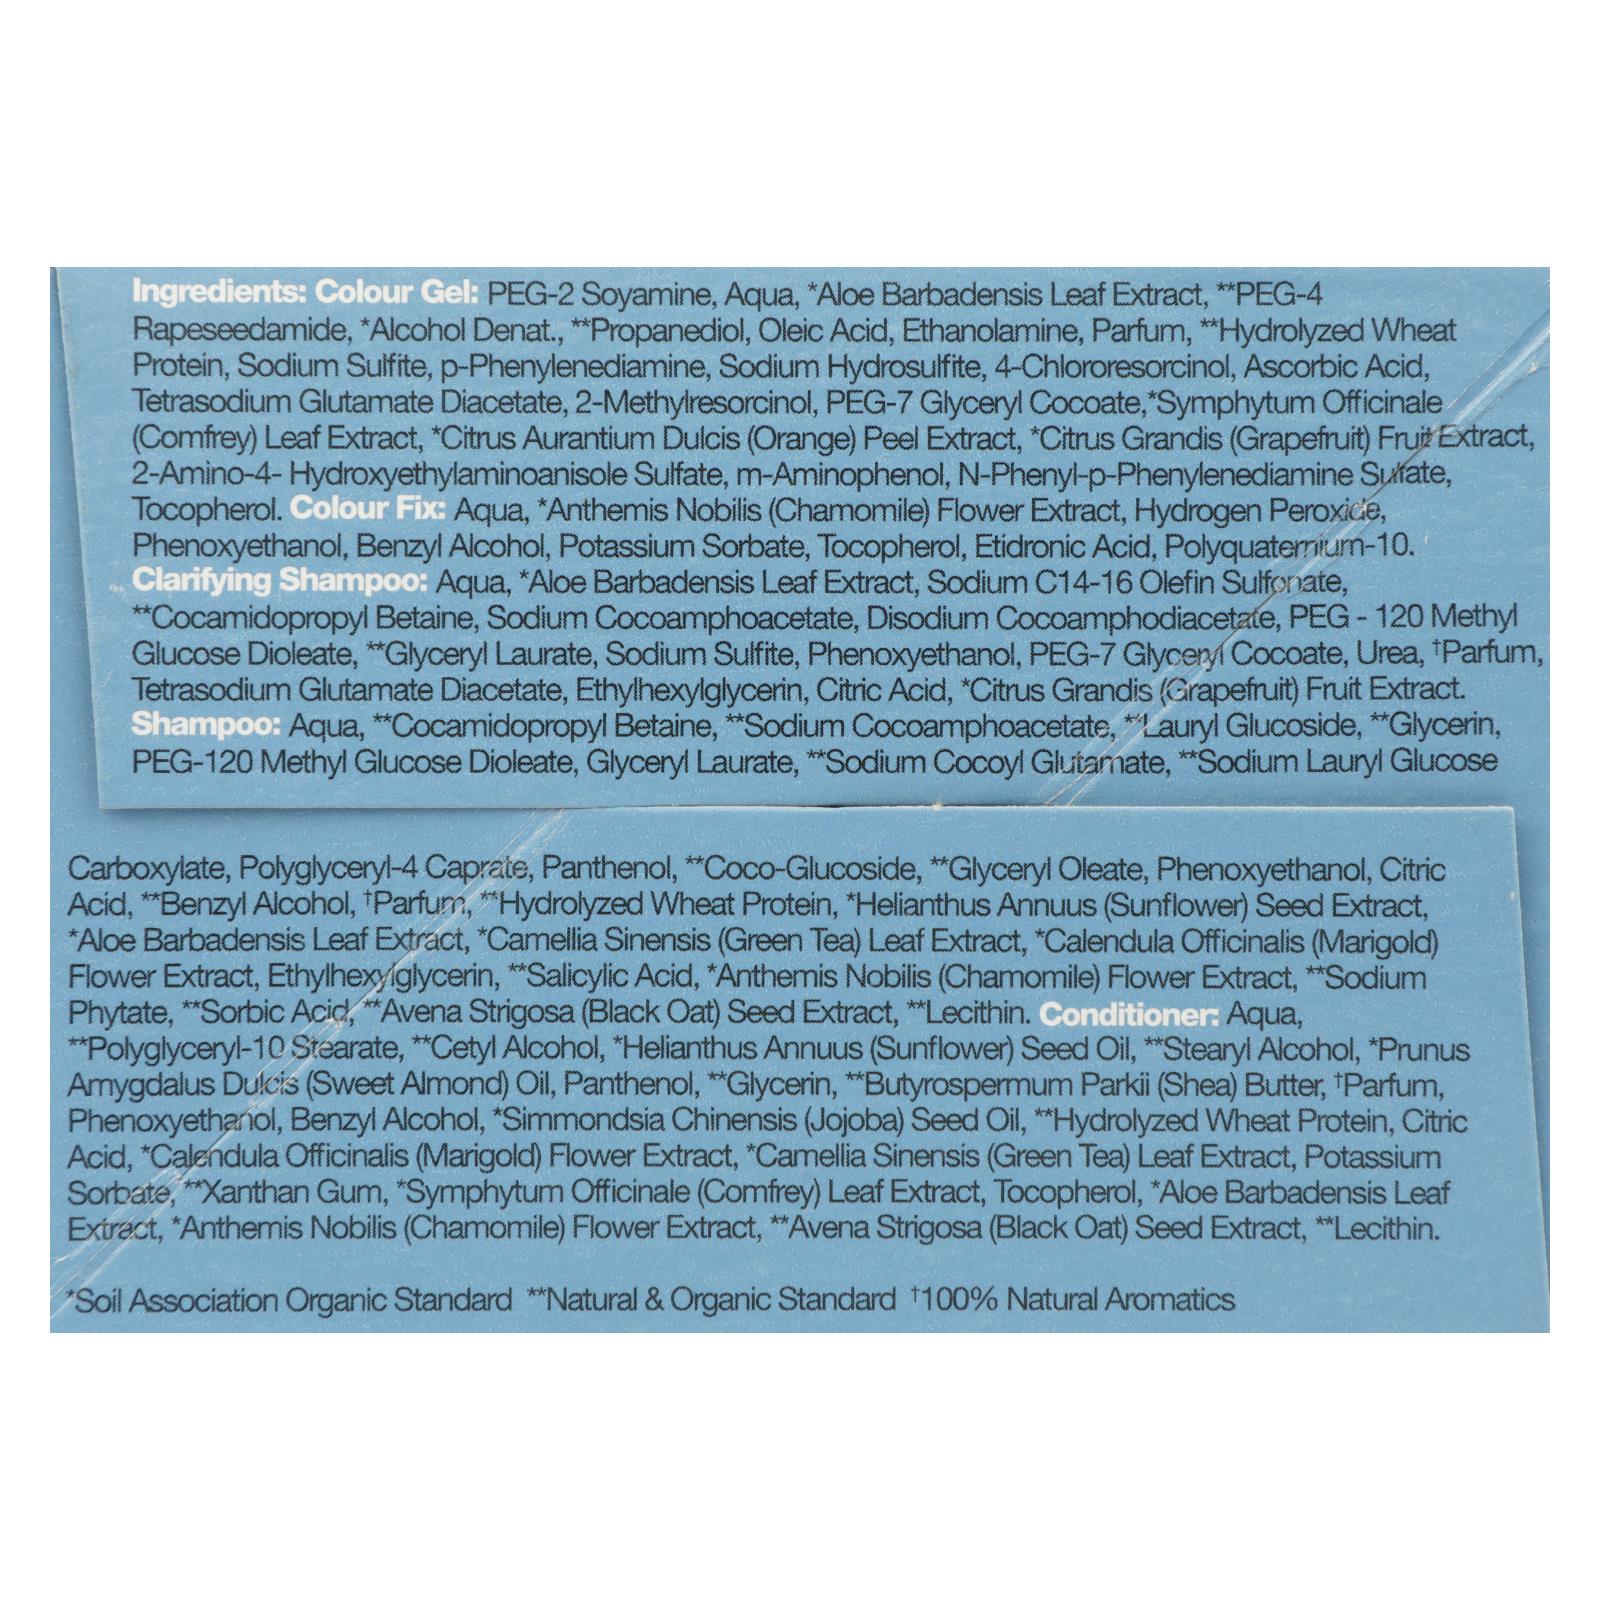 Ingredients: Colour Gel: PEG-2 Soyamine, Aqua, *Aloe Barbadensis Leaf Extract, **PEG-4
Rapeseedamide, *Alcohol Denat., **Propanediol, Oleic Acid, Ethanolamine, Parfum, **Hydrolyzed Wheat
Protein, Sodium Sulfite, p-Phenylenediamine, Sodium Hydrosulfite, 4-Chlororesorcinol, Ascorbic Acid,
Tetrasodium Glutamate Diacetate, 2-Methylresorcinol, PEG-7 Glyceryl Cocoate,*Symphytum Officinale
(Comfrey) Leaf Extract, *Citrus Aurantium Dulcis (Orange) Peel Extract, *Citrus Grandis (Grapefruit) Fruit Extract,
2-Amino-4- Hydroxyethylaminoanisole Sulfate, m-Aminophenol, N-Phenyl-p-Phenylenediamine Sulfate,
Tocopherol. Colour Fix: Aqua, *Anthemis Nobilis (Chamomile) Flower Extract, Hydrogen Peroxide,
Phenoxyethanol, Benzyl Alcohol, Potassium Sorbate, Tocopherol, Etidronic Acid, Polyquaternium-10.
Clarifying Shampoo: Aqua, *Aloe Barbadensis Leaf Extract, Sodium C14-16 Olefin Sulfonate,
**Cocamidopropyl Betaine, Sodium Cocoamphoacetate, Disodium Cocoamphodiacetate, PEG - 120 Methyl
Glucose Dioleate, **Glyceryl Laurate, Sodium Sulfite, Phenoxyethanol, PEG-7 Glyceryl Cocoate, Urea, †Parfum,
Tetrasodium Glutamate Diacetate, Ethylhexylglycerin, Citric Acid, *Citrus Grandis (Grapefruit) Fruit Extract.
Shampoo: Aqua, **Cocamidopropyl Betaine, **Sodium Cocoamphoacetate, **Lauryl Glucoside, **Glycerin,
PEG-120 Methyl Glucose Dioleate, Glyceryl Laurate, **Sodium Cocoyl Glutamate, **Sodium Lauryl Glucose
Carboxylate, Polyglyceryl-4 Caprate, Panthenol, **Coco-Glucoside, **Glyceryl Oleate, Phenoxyethanol, Citric
Acid, **Benzyl Alcohol, †Parfum, **Hydrolyzed Wheat Protein, *Helianthus Annuus (Sunflower) Seed Extract,
*Aloe Barbadensis Leaf Extract, *Camellia Sinensis (Green Tea) Leaf Extract, *Calendula Officinalis (Marigold)
Flower Extract, Ethylhexylglycerin, **Salicylic Acid, *Anthemis Nobilis (Chamomile) Flower Extract, **Sodium
Phytate, **Sorbic Acid, **Avena Strigosa (Black Oat) Seed Extract, **Lecithin. Conditioner: Aqua,
**Polyglyceryl-10 Stearate, **Cetyl Alcohol, *Helianthus Annuus (Sunflower) Seed Oil, **Stearyl Alcohol, *Prunus
Amygdalus Dulcis (Sweet Almond) Oil, Panthenol, **Glycerin, **Butyrospermum Parkii (Shea) Butter, †Parfum,
Phenoxyethanol, Benzyl Alcohol, *Simmondsia Chinensis (Jojoba) Seed Oil, **Hydrolyzed Wheat Protein, Citric
Acid, *Calendula Officinalis (Marigold) Flower Extract, *Camellia Sinensis (Green Tea) Leaf Extract, Potassium
Sorbate, **Xanthan Gum, *Symphytum Officinale (Comfrey) Leaf Extract, Tocopherol, *Aloe Barbadensis Leaf
Extract, *Anthemis Nobilis (Chamomile) Flower Extract, **Avena Strigosa (Black Oat) Seed Extract, **Lecithin.
*Soil Association Organic Standard **Natural & Organic Standard †100% Natural Aromatics